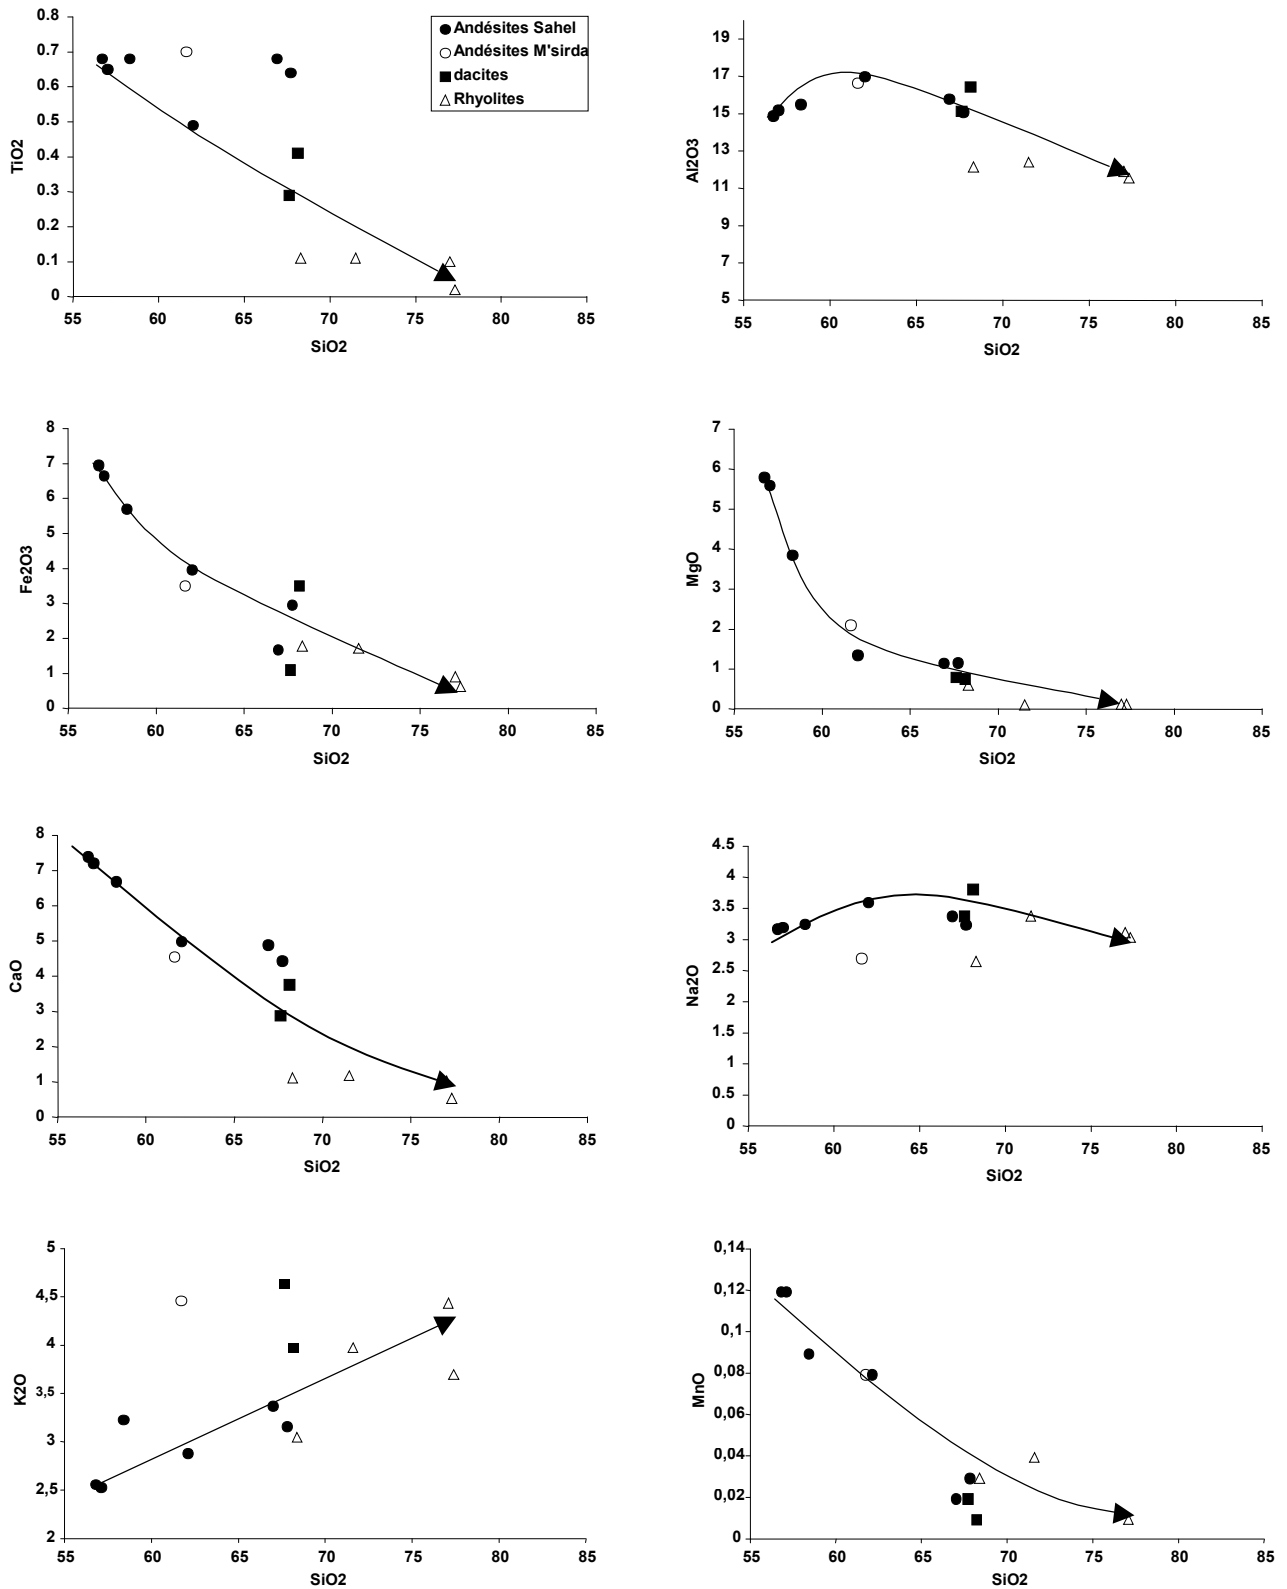 0.8
0.7
0.6
0.5
0.4
0.3
0.2
0.1
0
TiO2
55 60 65 70 75 80 85
SiO2
Andésites Sahel
Andésites M'sirda
dacites
Rhyolites
19
17
15
13
11
9
7
5
Al2O3
55 60 65 70 75 80 85
SiO2
8
7
6
5
4
3
2
1
0
Fe2O3
55 60 65 70 75 80 85
SiO2
7
6
5
4
3
2
1
0
MgO
55 60 65 70 75 80 85
SiO2
8
7
6
5
4
3
2
1
0
CaO
55 60 65 70 75 80 85
SiO2
4.5
4
3.5
3
2.5
2
1.5
1
0.5
0
Na2O
55 60 65 70 75 80 85
SiO2
5
4,5
4
3,5
3
2,5
2
K2O
55 60 65 70 75 80 85
SiO2
0,14
0,12
0,1
0,08
0,06
0,04
0,02
0
MnO
55 60 65 70 75 80 85
SiO2